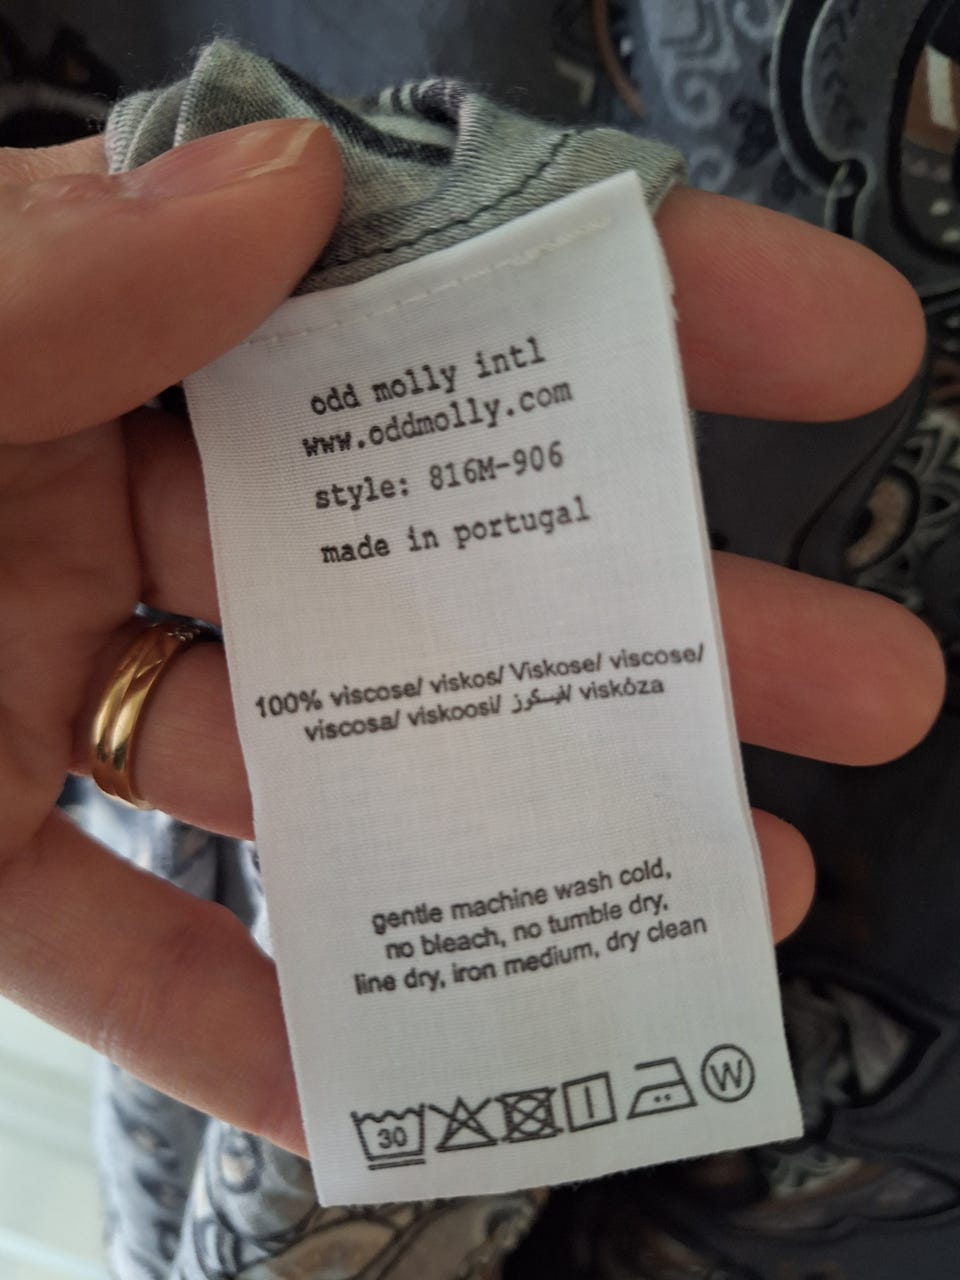 odd molly intl
www.oddmolly.com
style: 816M-906
made in portugal
100% viscose/ viskos/ Viskose/ viscose/
viscosa/ viskoosi/ لفيسكوز/ viskóza
gentle machine wash cold,
no bleach, no tumble dry,
line dry, iron medium, dry clean
30
W